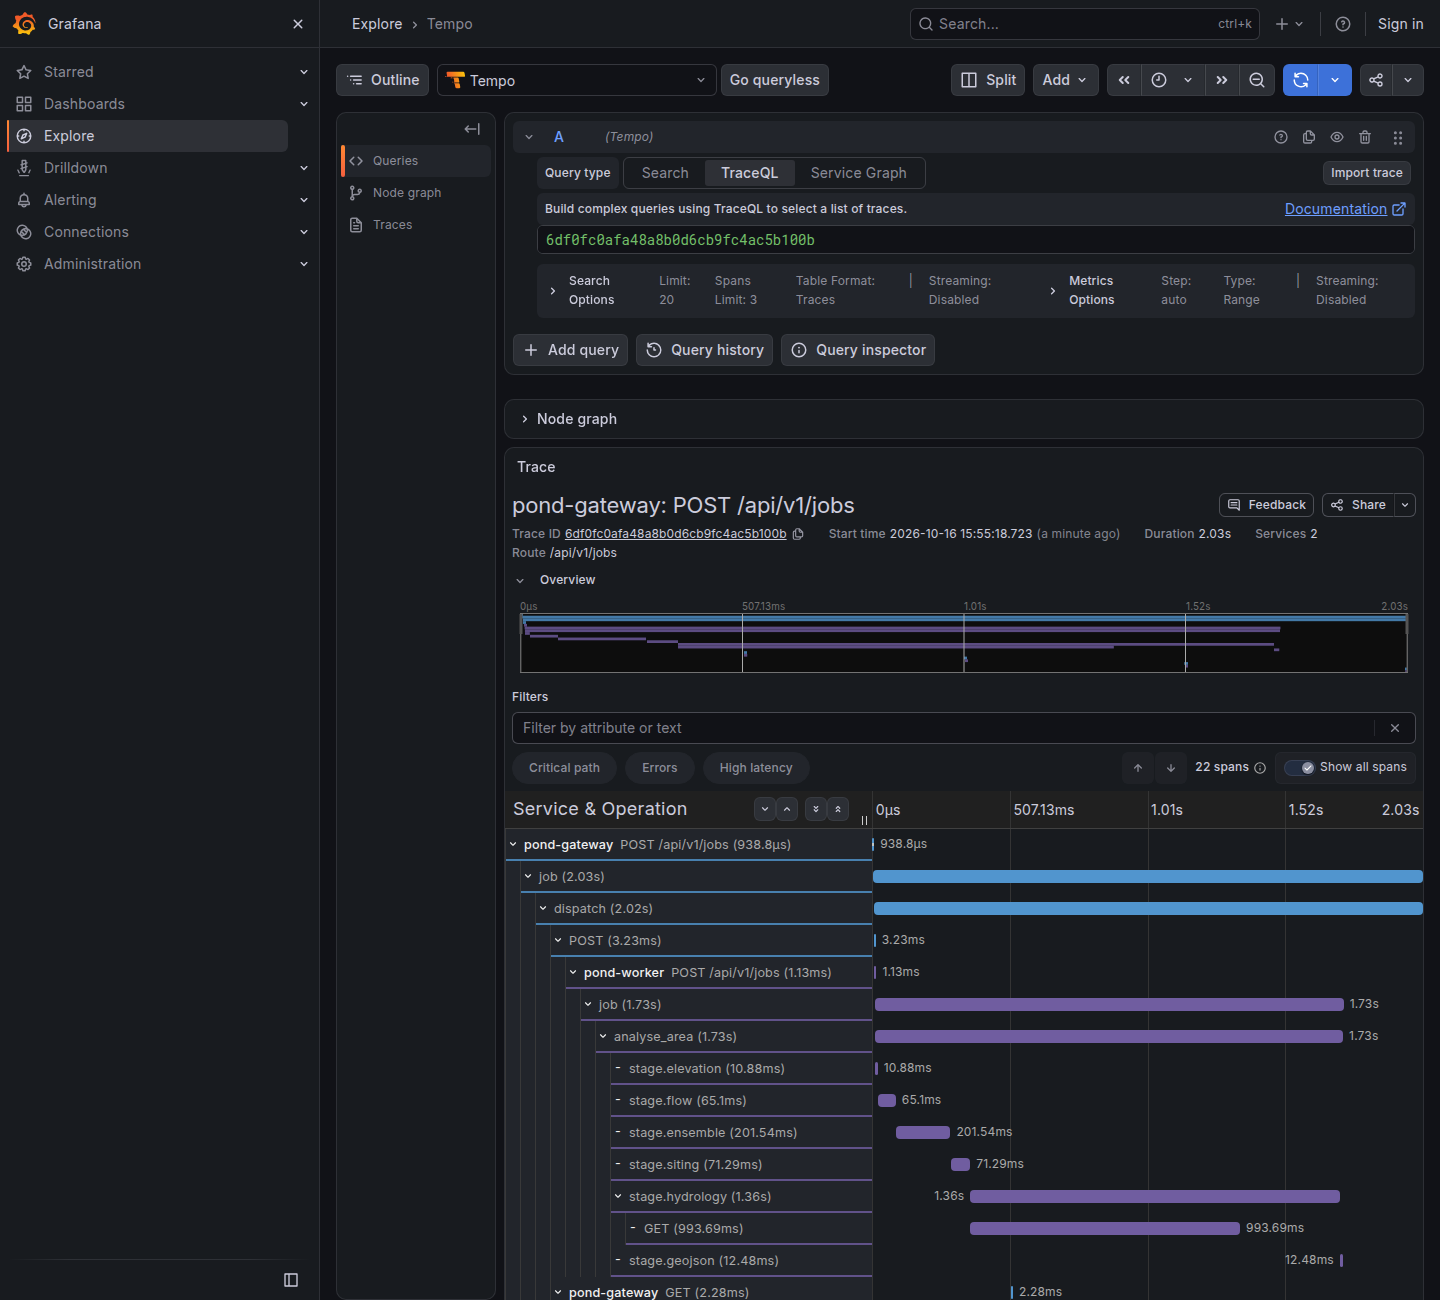 Grafana
Explore › Tempo
Search...
ctrl+k
Sign in
Starred
Dashboards
Explore
Drilldown
Alerting
Connections
Administration
Outline
Tempo
Go queryless
Split
Add
Queries
Node graph
Traces
A
(Tempo)
Query type
Search
TraceQL
Service Graph
Import trace
Build complex queries using TraceQL to select a list of traces.
Documentation
6df0fc0afa48a8b0d6cb9fc4ac5b100b
Search Options
Limit: 20
Spans Limit: 3
Table Format: Traces
Streaming: Disabled
Metrics Options
Step: auto
Type: Range
Streaming: Disabled
Add query
Query history
Query inspector
Node graph
Trace
pond-gateway: POST /api/v1/jobs
Feedback
Share
Trace ID 6df0fc0afa48a8b0d6cb9fc4ac5b100b
Start time 2026-10-16 15:55:18.723 (a minute ago)
Duration 2.03s
Services 2
Route /api/v1/jobs
Overview
0μs 507.13ms 1.01s 1.52s 2.03s
Filters
Filter by attribute or text
Critical path
Errors
High latency
22 spans
Show all spans
Service & Operation
0μs 507.13ms 1.01s 1.52s 2.03s
pond-gateway POST /api/v1/jobs (938.8μs) 938.8μs
job (2.03s)
dispatch (2.02s)
POST (3.23ms) 3.23ms
pond-worker POST /api/v1/jobs (1.13ms) 1.13ms
job (1.73s) 1.73s
analyse_area (1.73s) 1.73s
stage.elevation (10.88ms) 10.88ms
stage.flow (65.1ms) 65.1ms
stage.ensemble (201.54ms) 201.54ms
stage.siting (71.29ms) 71.29ms
stage.hydrology (1.36s) 1.36s
GET (993.69ms) 993.69ms
stage.geojson (12.48ms) 12.48ms
pond-gateway GET (2.28ms) 2.28ms